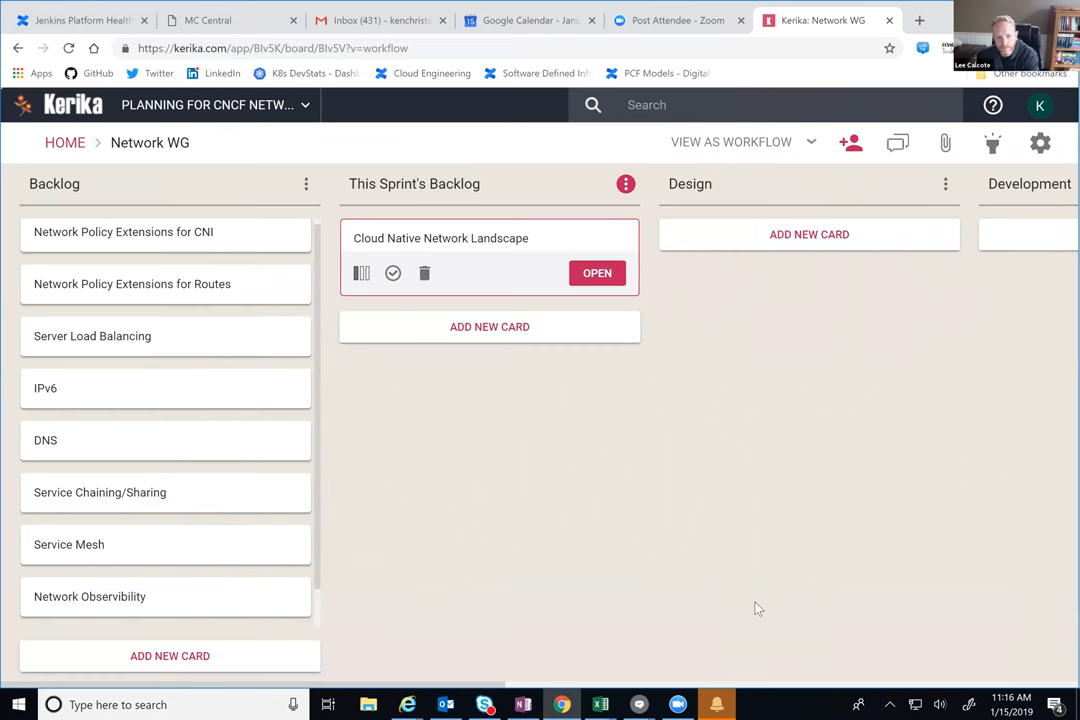 Jenkins Platform Health
MC Central
Inbox (431) - kenchristi
Google Calendar - Janu
Post Attendee - Zoom
Kerika: Network WG
https://kerika.com/app/BIv5K/board/BIv5V?v=workflow
Apps
GitHub
Twitter
LinkedIn
K8s DevStats - Dash
Cloud Engineering
Software Defined Inf
PCF Models - Digital
Other bookmarks
Lee Calcote
Kerika
PLANNING FOR CNCF NETW...
Search
K
HOME > Network WG
VIEW AS WORKFLOW
Backlog
This Sprint's Backlog
Design
Development
Network Policy Extensions for CNI
Network Policy Extensions for Routes
Server Load Balancing
IPv6
DNS
Service Chaining/Sharing
Service Mesh
Network Observibility
ADD NEW CARD
Cloud Native Network Landscape
OPEN
ADD NEW CARD
ADD NEW CARD
Type here to search
11:16 AM
1/15/2019
4